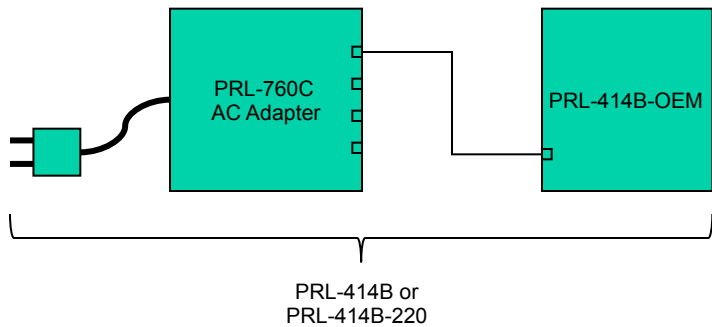 PRL-760C
AC Adapter
PRL-414B-OEM
PRL-414B or
PRL-414B-220